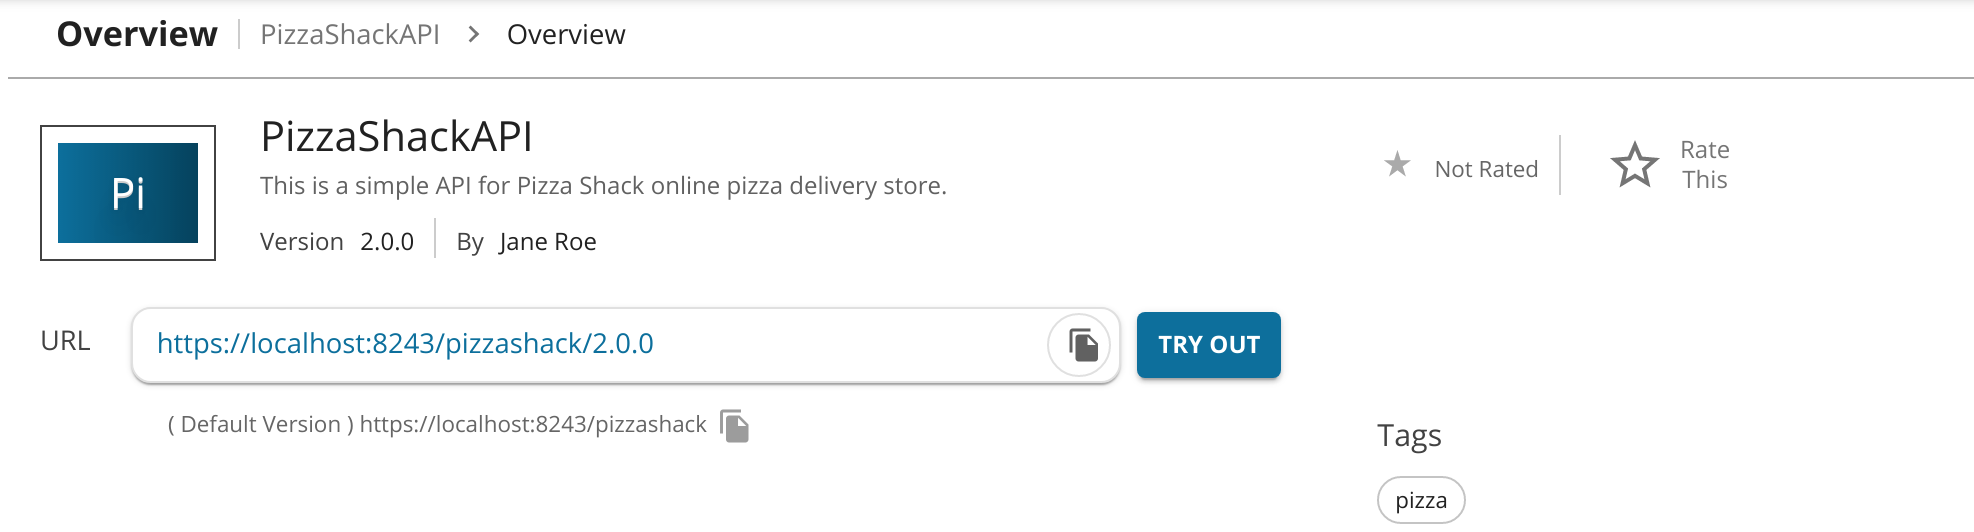 Overview PizzaShackAPI > Overview
Pi
PizzaShackAPI
This is a simple API for Pizza Shack online pizza delivery store.
Version 2.0.0 By Jane Roe
Not Rated
Rate
This
URL https://localhost:8243/pizzashack/2.0.0 TRY OUT
( Default Version ) https://localhost:8243/pizzashack
Tags
pizza